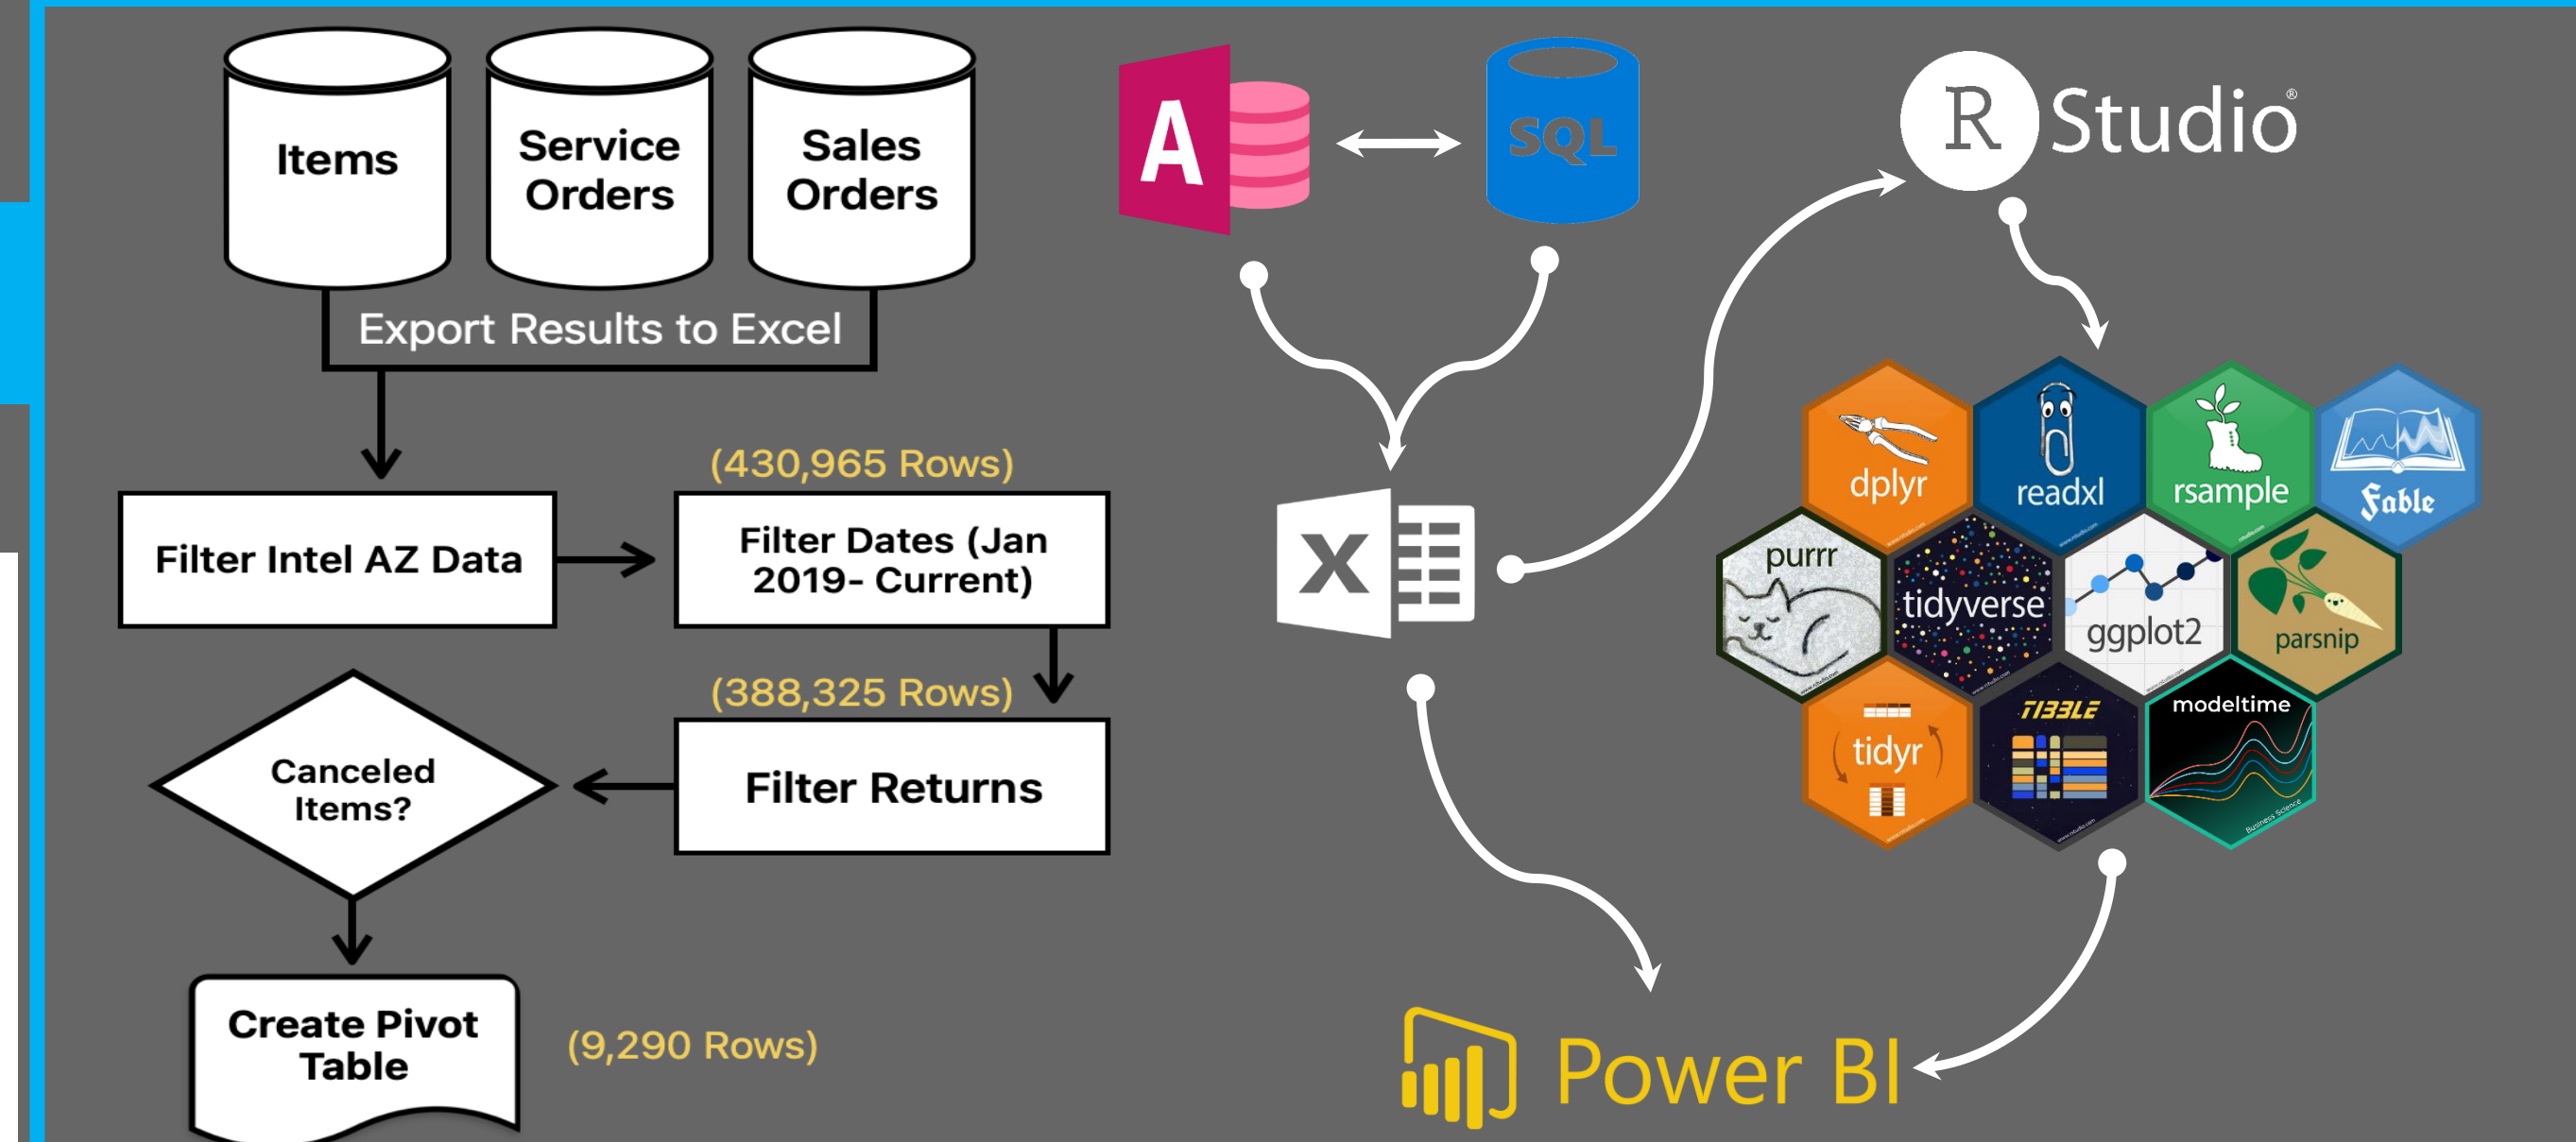 Items
Service
Orders
Sales
Orders
Export Results to Excel
Filter Intel AZ Data
(430,965 Rows)
Filter Dates (Jan
2019- Current)
(388,325 Rows)
Filter Returns
Canceled
Items?
Create Pivot
Table
(9,290 Rows)
A
SQL
X
R Studio®
dplyr
readxl
rsample
fable
purrr
tidyverse
ggplot2
parsnip
tidyr
TIBBLE
modeltime
Business Science
Power BI